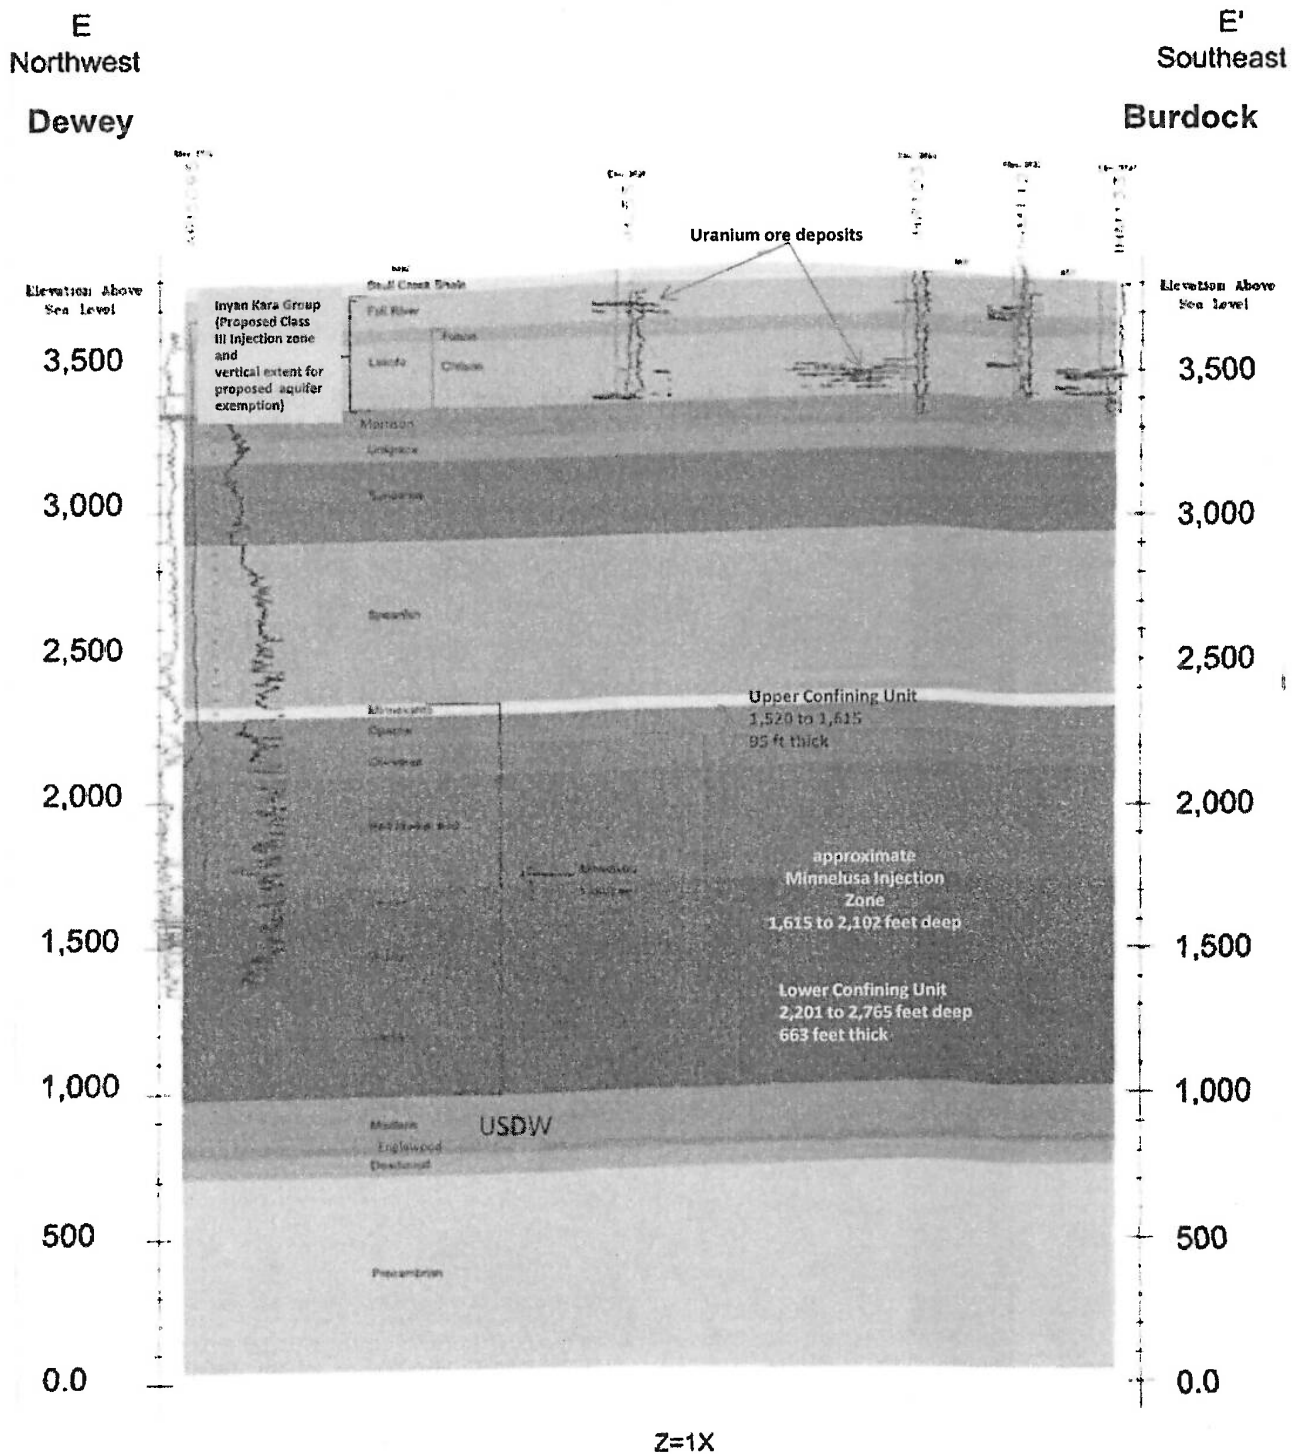 E
Northwest
Dewey
E'
Southeast
Burdock
Uranium ore deposits
Elevation Above
Sea Level
Elevation Above
Sea Level
Inyan Kara Group
(Proposed Class
III Injection zone
and
vertical extent for
proposed aquifer
exemption)
Skull Creek Shale
Fall River
Fuson
Lakota
Chilson
Morrison
Sundance
Spearfish
Minnekahta
Opeche
Upper Confining Unit
1,520 to 1,615
95 ft thick
approximate
Minnelusa Injection
Zone
1,615 to 2,102 feet deep
Lower Confining Unit
2,201 to 2,765 feet deep
663 feet thick
Madison
USDW
Englewood
Deadwood
Precambrian
3,500
3,000
2,500
2,000
1,500
1,000
500
0.0
3,500
3,000
2,500
2,000
1,500
1,000
500
0.0
Z=1X